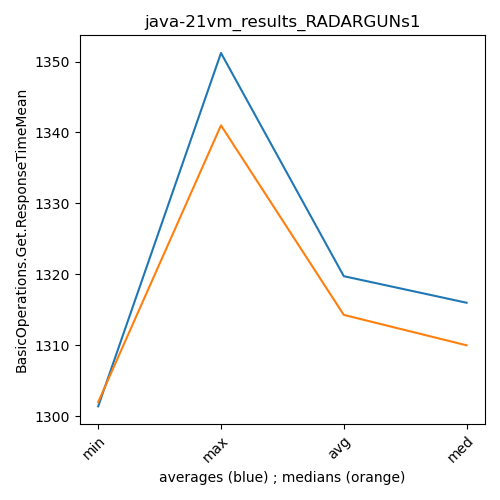 java-21vm_results_RADARGUNs1
BasicOperations.Get.ResponseTimeMean
1350
1340
1330
1320
1310
1300
min
max
avg
med
averages (blue) ; medians (orange)